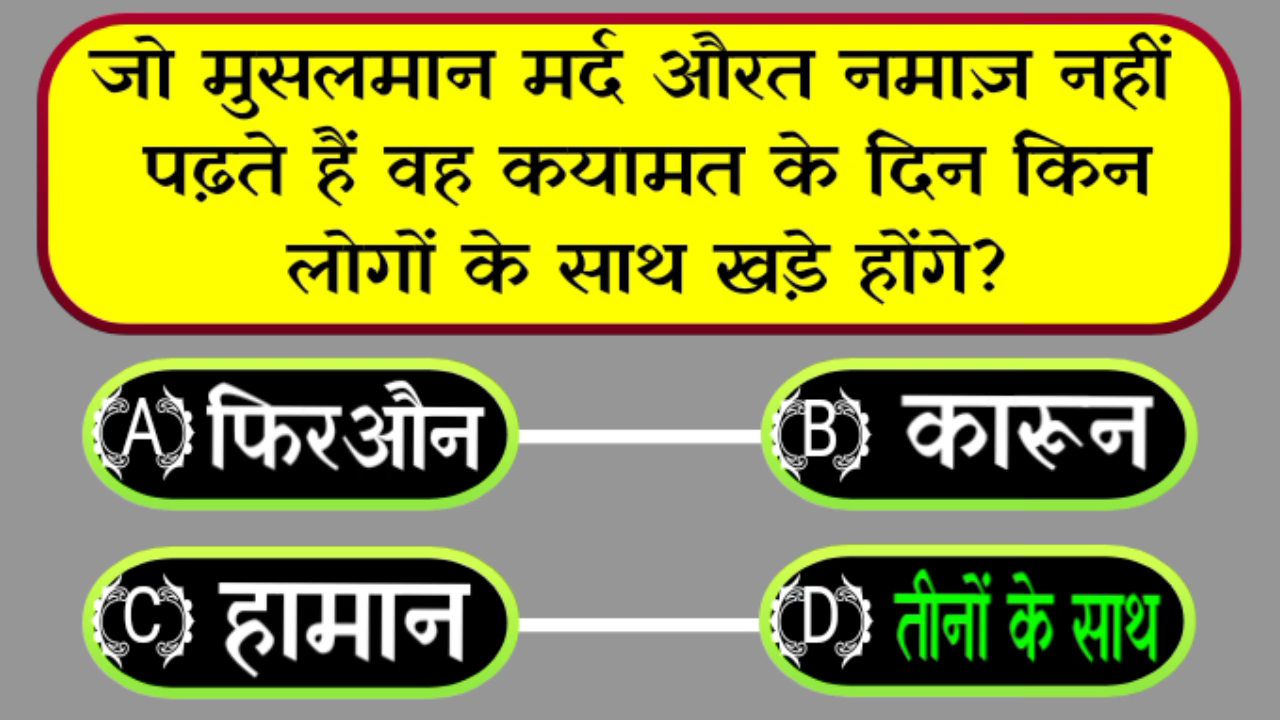 जो मुसलमान मर्द औरत नमाज़ नहीं
पढ़ते हैं वह कयामत के दिन किन
लोगों के साथ खड़े होंगे?
(A) फिरऔन
(B) कारून
(C) हामान
(D) तीनों के साथ